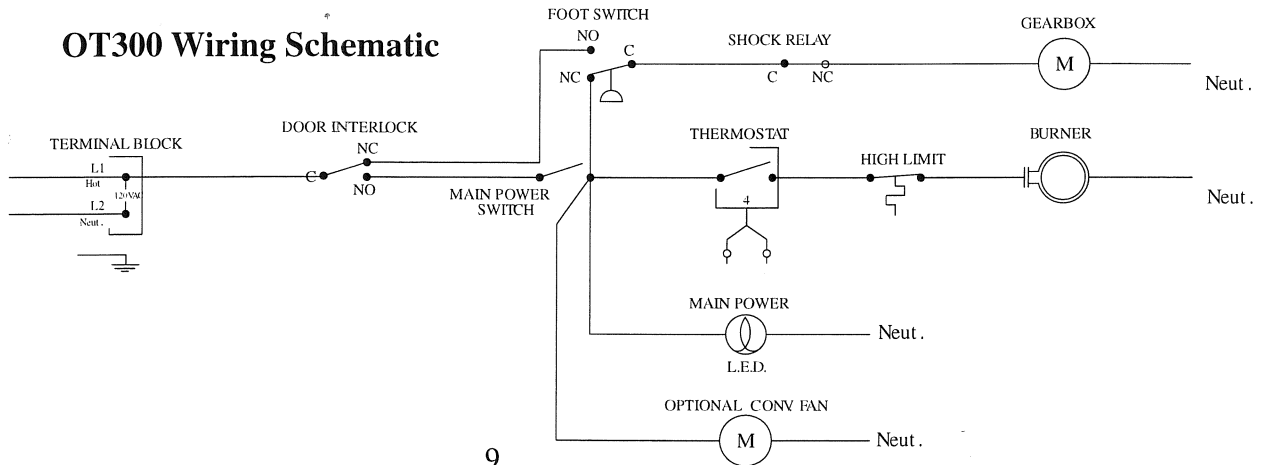 OT300 Wiring Schematic
FOOT SWITCH
NO
C
NC
SHOCK RELAY
C
NC
GEARBOX
M
Neut.
TERMINAL BLOCK
L1
Hot
120VAC
L2
Neut.
DOOR INTERLOCK
NC
C
NO
MAIN POWER
SWITCH
THERMOSTAT
4
HIGH LIMIT
BURNER
Neut.
MAIN POWER
L.E.D.
Neut.
OPTIONAL CONV. FAN
M
Neut.
9